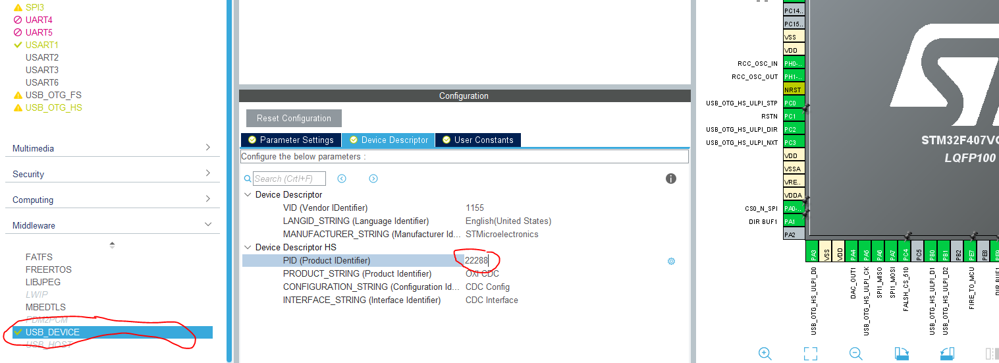 SPI3
UART4
UART5
USART1
USART2
USART3
USART6
USB_OTG_FS
USB_OTG_HS
Multimedia
Security
Computing
Middleware
FATFS
FREERTOS
LIBJPEG
LWIP
MBEDTLS
PDM2PCM
USB_DEVICE
USB_HOST
Configuration
Reset Configuration
Parameter Settings
Device Descriptor
User Constants
Configure the below parameters :
Search (Crtl+F)
Device Descriptor
VID (Vendor IDentifier) 1155
LANGID_STRING (Language Identifier) English(United States)
MANUFACTURER_STRING (Manufacturer Id... STMicroelectronics
Device Descriptor HS
PID (Product IDentifier) 22288
PRODUCT_STRING (Product Identifier) OXI CDC
CONFIGURATION_STRING (Configuration Id... CDC Config
INTERFACE_STRING (Interface Identifier) CDC Interface
PC14..
PC15..
VSS
VDD
RCC_OSC_IN PH0-..
RCC_OSC_OUT PH1-..
NRST
USB_OTG_HS_ULPI_STP PC0
RSTN PC1
USB_OTG_HS_ULPI_DIR PC2
USB_OTG_HS_ULPI_NXT PC3
VDD
VSSA
VRE..
VDDA
CS0_N_SPI PA0-..
DIR BUF1 PA1
PA2
STM32F407VG
LQFP100
PA3 VSS VDD PA4 PA5 PA6 PA7 PC4 PC5 PB0 PB1 PB2 PE7 PE8 PE9
USB_OTG_HS_ULPI_D0
DAC_OUT1
USB_OTG_HS_ULPI_CK
SPI1_MISO
SPI1_MOSI
FALSH_CS_610
USB_OTG_HS_ULPI_D1
USB_OTG_HS_ULPI_D2
FIRE_TO_MCU
DIR BUF1